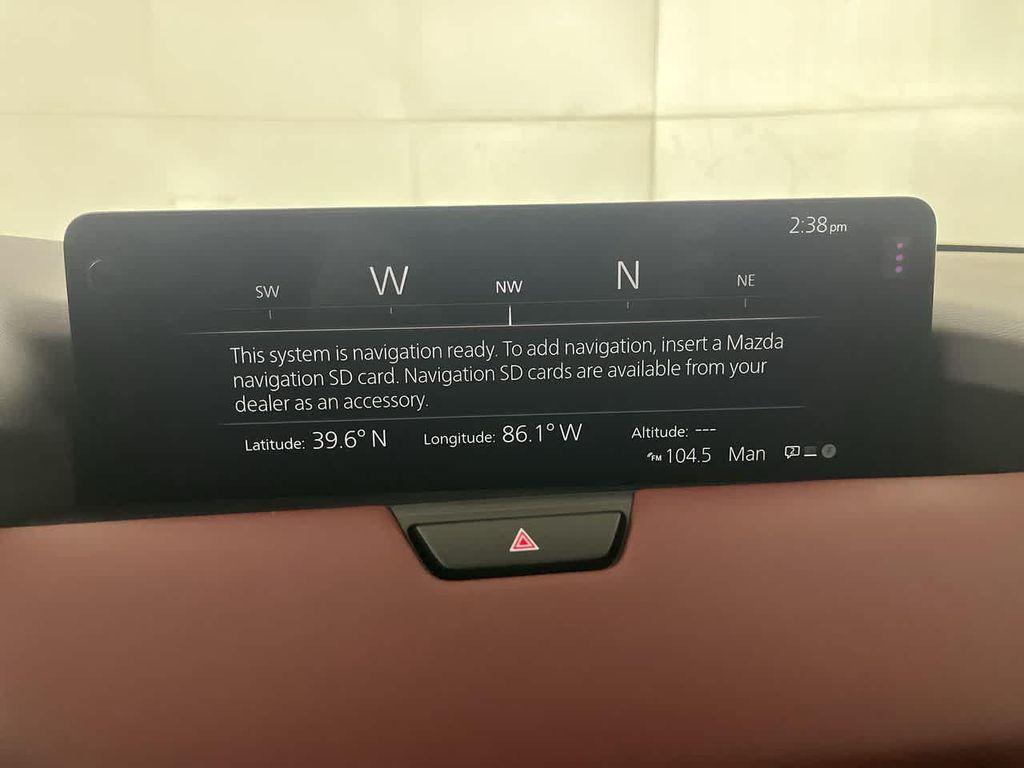 2:38 pm
SW W NW N NE
This system is navigation ready. To add navigation, insert a Mazda
navigation SD card. Navigation SD cards are available from your
dealer as an accessory.
Latitude: 39.6° N Longitude: 86.1° W Altitude: ---
FM 104.5 Man